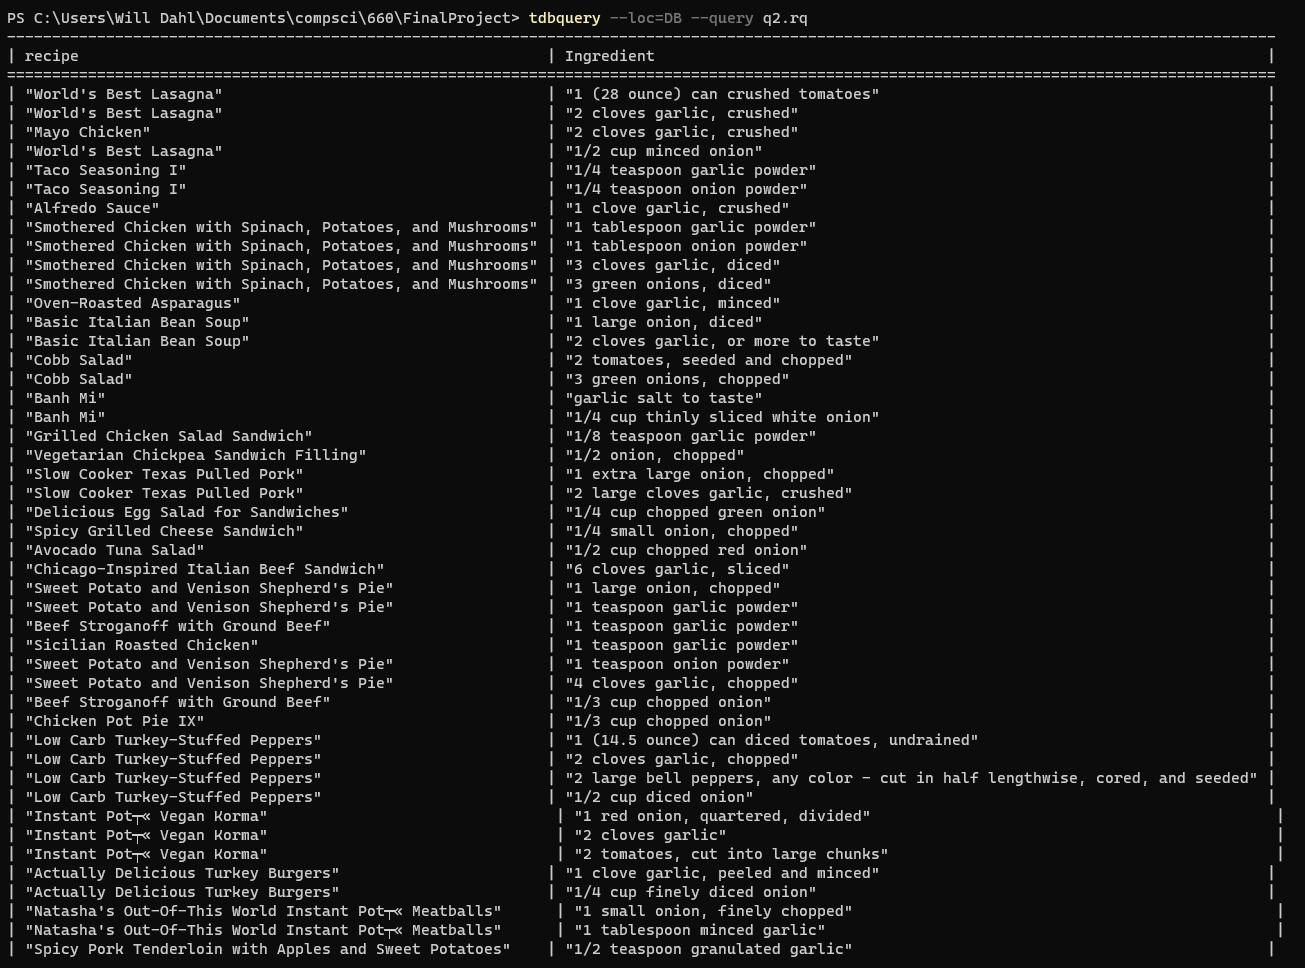 PS C:\Users\Will Dahl\Documents\compsci\660\FinalProject> tdbquery --loc=DB --query q2.rq
| recipe | Ingredient |
| "World's Best Lasagna" | "1 (28 ounce) can crushed tomatoes" |
| "World's Best Lasagna" | "2 cloves garlic, crushed" |
| "Mayo Chicken" | "2 cloves garlic, crushed" |
| "World's Best Lasagna" | "1/2 cup minced onion" |
| "Taco Seasoning I" | "1/4 teaspoon garlic powder" |
| "Taco Seasoning I" | "1/4 teaspoon onion powder" |
| "Alfredo Sauce" | "1 clove garlic, crushed" |
| "Smothered Chicken with Spinach, Potatoes, and Mushrooms" | "1 tablespoon garlic powder" |
| "Smothered Chicken with Spinach, Potatoes, and Mushrooms" | "1 tablespoon onion powder" |
| "Smothered Chicken with Spinach, Potatoes, and Mushrooms" | "3 cloves garlic, diced" |
| "Smothered Chicken with Spinach, Potatoes, and Mushrooms" | "3 green onions, diced" |
| "Oven-Roasted Asparagus" | "1 clove garlic, minced" |
| "Basic Italian Bean Soup" | "1 large onion, diced" |
| "Basic Italian Bean Soup" | "2 cloves garlic, or more to taste" |
| "Cobb Salad" | "2 tomatoes, seeded and chopped" |
| "Cobb Salad" | "3 green onions, chopped" |
| "Banh Mi" | "garlic salt to taste" |
| "Banh Mi" | "1/4 cup thinly sliced white onion" |
| "Grilled Chicken Salad Sandwich" | "1/8 teaspoon garlic powder" |
| "Vegetarian Chickpea Sandwich Filling" | "1/2 onion, chopped" |
| "Slow Cooker Texas Pulled Pork" | "1 extra large onion, chopped" |
| "Slow Cooker Texas Pulled Pork" | "2 large cloves garlic, crushed" |
| "Delicious Egg Salad for Sandwiches" | "1/4 cup chopped green onion" |
| "Spicy Grilled Cheese Sandwich" | "1/4 small onion, chopped" |
| "Avocado Tuna Salad" | "1/2 cup chopped red onion" |
| "Chicago-Inspired Italian Beef Sandwich" | "6 cloves garlic, sliced" |
| "Sweet Potato and Venison Shepherd's Pie" | "1 large onion, chopped" |
| "Sweet Potato and Venison Shepherd's Pie" | "1 teaspoon garlic powder" |
| "Beef Stroganoff with Ground Beef" | "1 teaspoon garlic powder" |
| "Sicilian Roasted Chicken" | "1 teaspoon garlic powder" |
| "Sweet Potato and Venison Shepherd's Pie" | "1 teaspoon onion powder" |
| "Sweet Potato and Venison Shepherd's Pie" | "4 cloves garlic, chopped" |
| "Beef Stroganoff with Ground Beef" | "1/3 cup chopped onion" |
| "Chicken Pot Pie IX" | "1/3 cup chopped onion" |
| "Low Carb Turkey-Stuffed Peppers" | "1 (14.5 ounce) can diced tomatoes, undrained" |
| "Low Carb Turkey-Stuffed Peppers" | "2 cloves garlic, chopped" |
| "Low Carb Turkey-Stuffed Peppers" | "2 large bell peppers, any color - cut in half lengthwise, cored, and seeded" |
| "Low Carb Turkey-Stuffed Peppers" | "1/2 cup diced onion" |
| "Instant Pot┬« Vegan Korma" | "1 red onion, quartered, divided" |
| "Instant Pot┬« Vegan Korma" | "2 cloves garlic" |
| "Instant Pot┬« Vegan Korma" | "2 tomatoes, cut into large chunks" |
| "Actually Delicious Turkey Burgers" | "1 clove garlic, peeled and minced" |
| "Actually Delicious Turkey Burgers" | "1/4 cup finely diced onion" |
| "Natasha's Out-Of-This World Instant Pot┬« Meatballs" | "1 small onion, finely chopped" |
| "Natasha's Out-Of-This World Instant Pot┬« Meatballs" | "1 tablespoon minced garlic" |
| "Spicy Pork Tenderloin with Apples and Sweet Potatoes" | "1/2 teaspoon granulated garlic" |